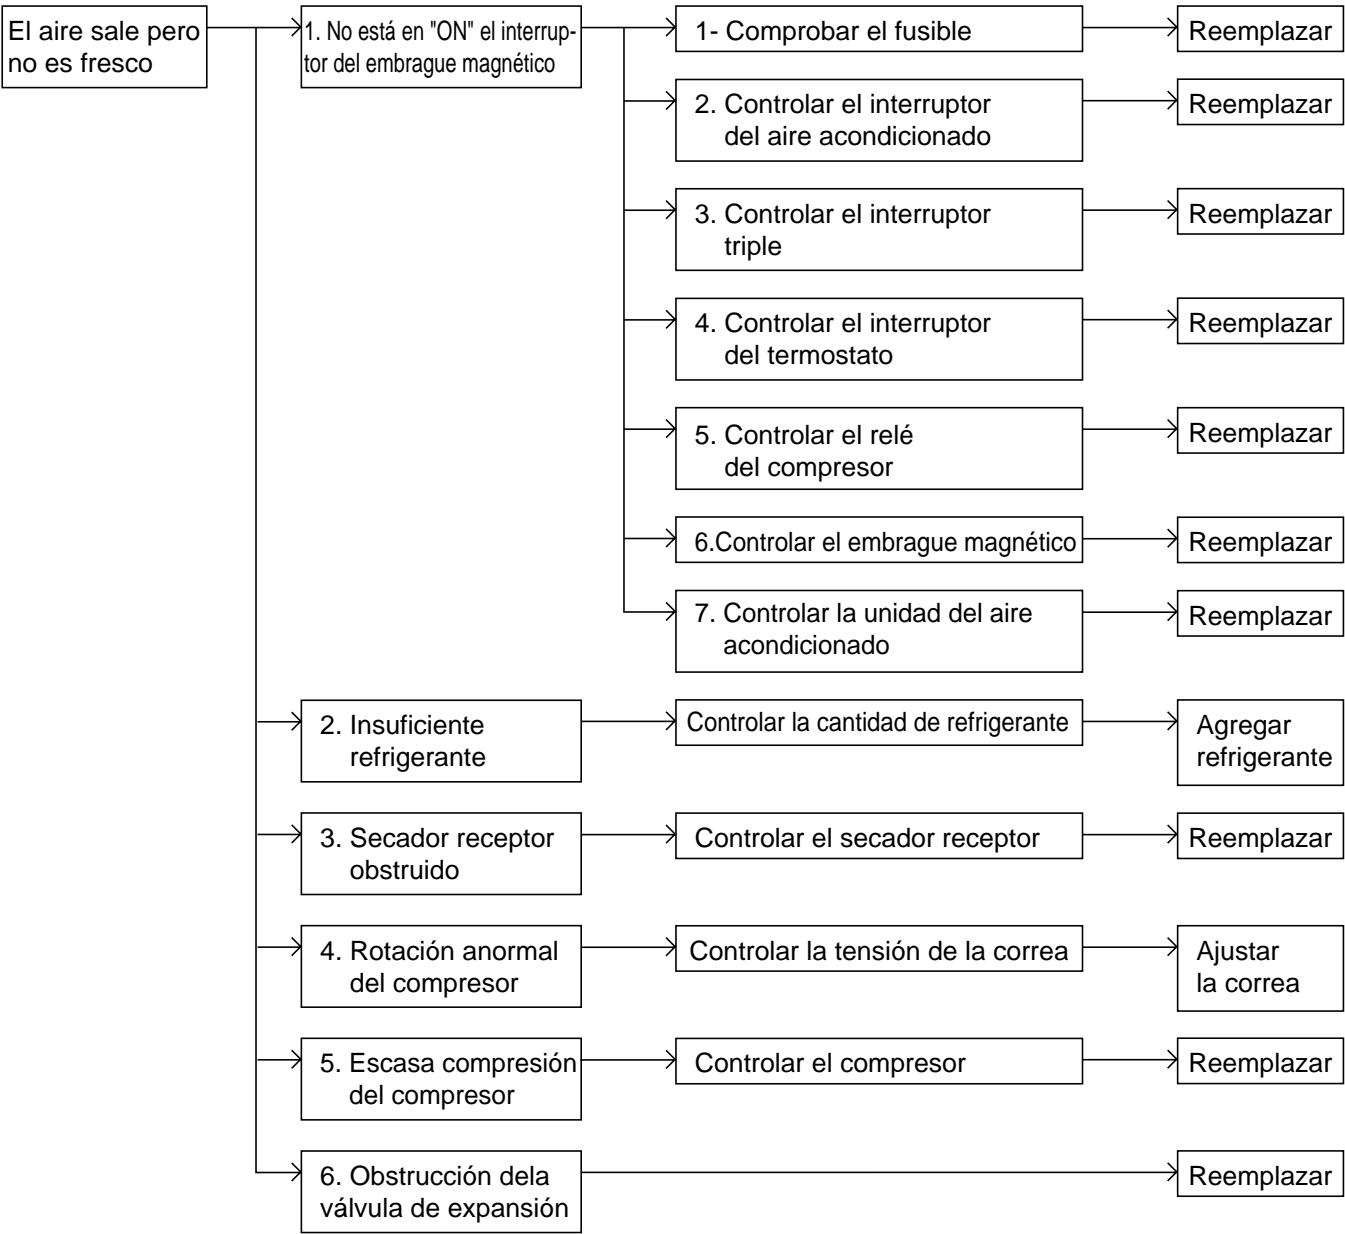 El aire sale pero
no es fresco
1. No está en "ON" el interrup-
tor del embrague magnético
1- Comprobar el fusible
Reemplazar
2. Controlar el interruptor
del aire acondicionado
Reemplazar
3. Controlar el interruptor
triple
Reemplazar
4. Controlar el interruptor
del termostato
Reemplazar
5. Controlar el relé
del compresor
Reemplazar
6.Controlar el embrague magnético
Reemplazar
7. Controlar la unidad del aire
acondicionado
Reemplazar
2. Insuficiente
refrigerante
Controlar la cantidad de refrigerante
Agregar
refrigerante
3. Secador receptor
obstruido
Controlar el secador receptor
Reemplazar
4. Rotación anormal
del compresor
Controlar la tensión de la correa
Ajustar
la correa
5. Escasa compresión
del compresor
Controlar el compresor
Reemplazar
6. Obstrucción dela
válvula de expansión
Reemplazar